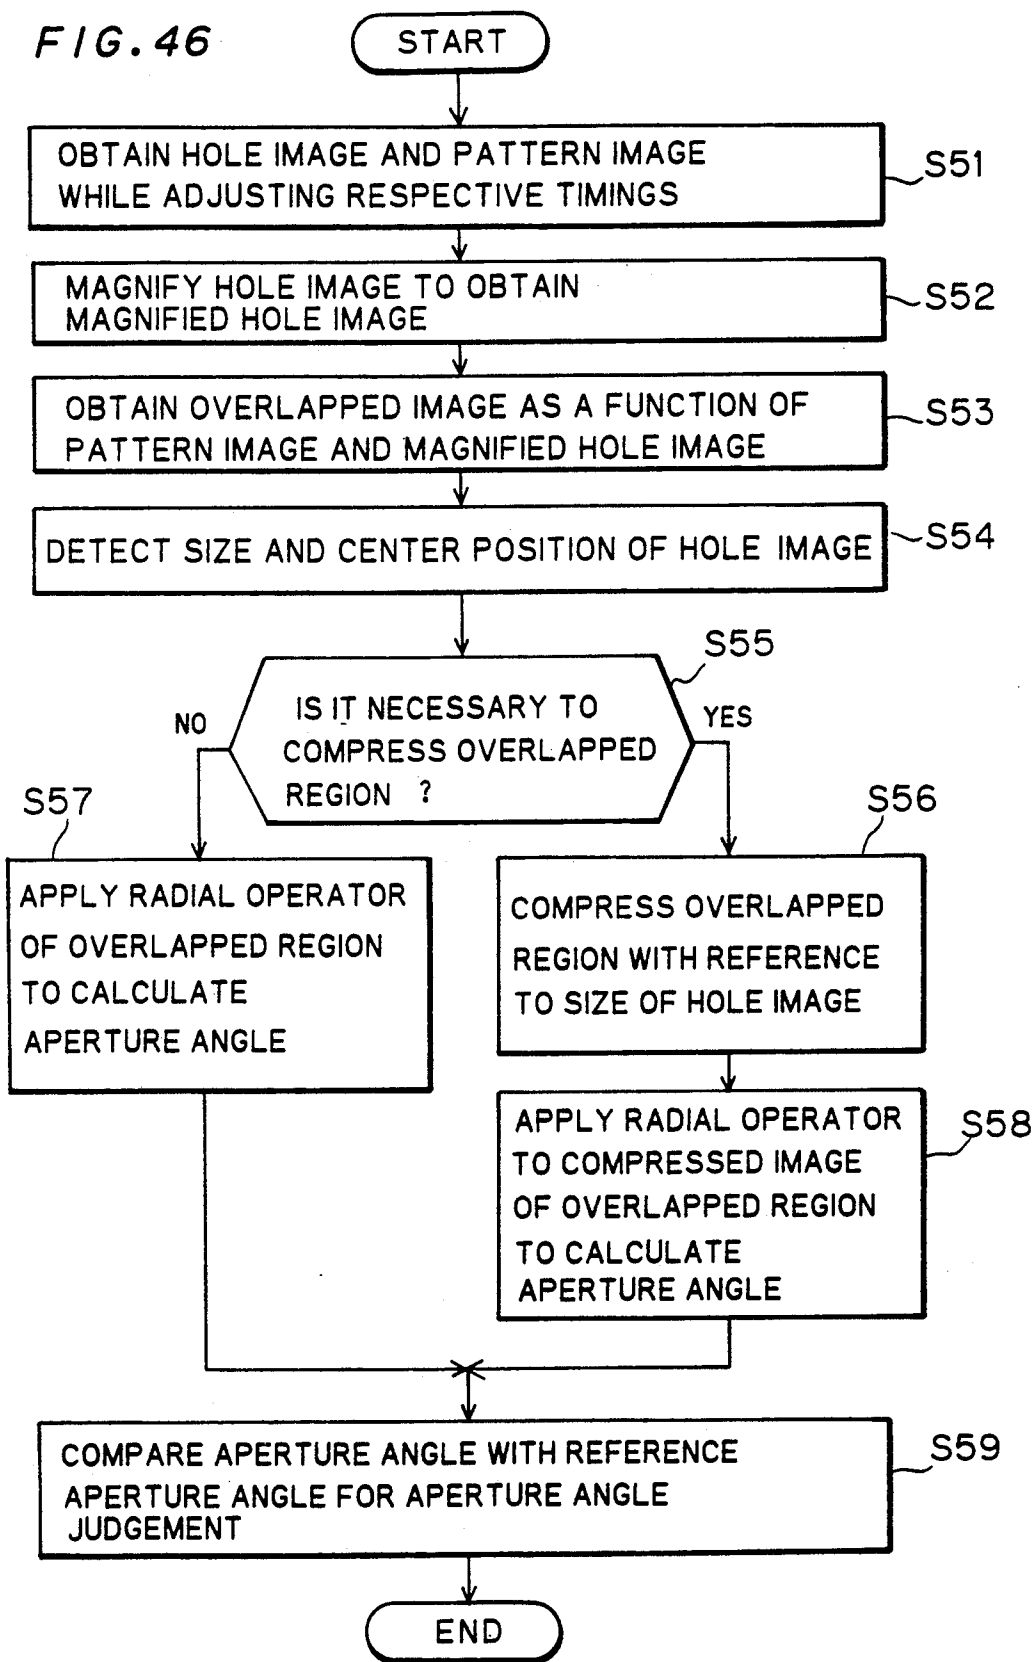 FIG. 46
START
OBTAIN HOLE IMAGE AND PATTERN IMAGE
WHILE ADJUSTING RESPECTIVE TIMINGS
S51
MAGNIFY HOLE IMAGE TO OBTAIN
MAGNIFIED HOLE IMAGE
S52
OBTAIN OVERLAPPED IMAGE AS A FUNCTION OF
PATTERN IMAGE AND MAGNIFIED HOLE IMAGE
S53
DETECT SIZE AND CENTER POSITION OF HOLE IMAGE
S54
S55
IS IT NECESSARY TO
COMPRESS OVERLAPPED
REGION ?
NO
YES
S57
APPLY RADIAL OPERATOR
OF OVERLAPPED REGION
TO CALCULATE
APERTURE ANGLE
S56
COMPRESS OVERLAPPED
REGION WITH REFERENCE
TO SIZE OF HOLE IMAGE
APPLY RADIAL OPERATOR
TO COMPRESSED IMAGE
OF OVERLAPPED REGION
TO CALCULATE
APERTURE ANGLE
S58
COMPARE APERTURE ANGLE WITH REFERENCE
APERTURE ANGLE FOR APERTURE ANGLE
JUDGEMENT
S59
END